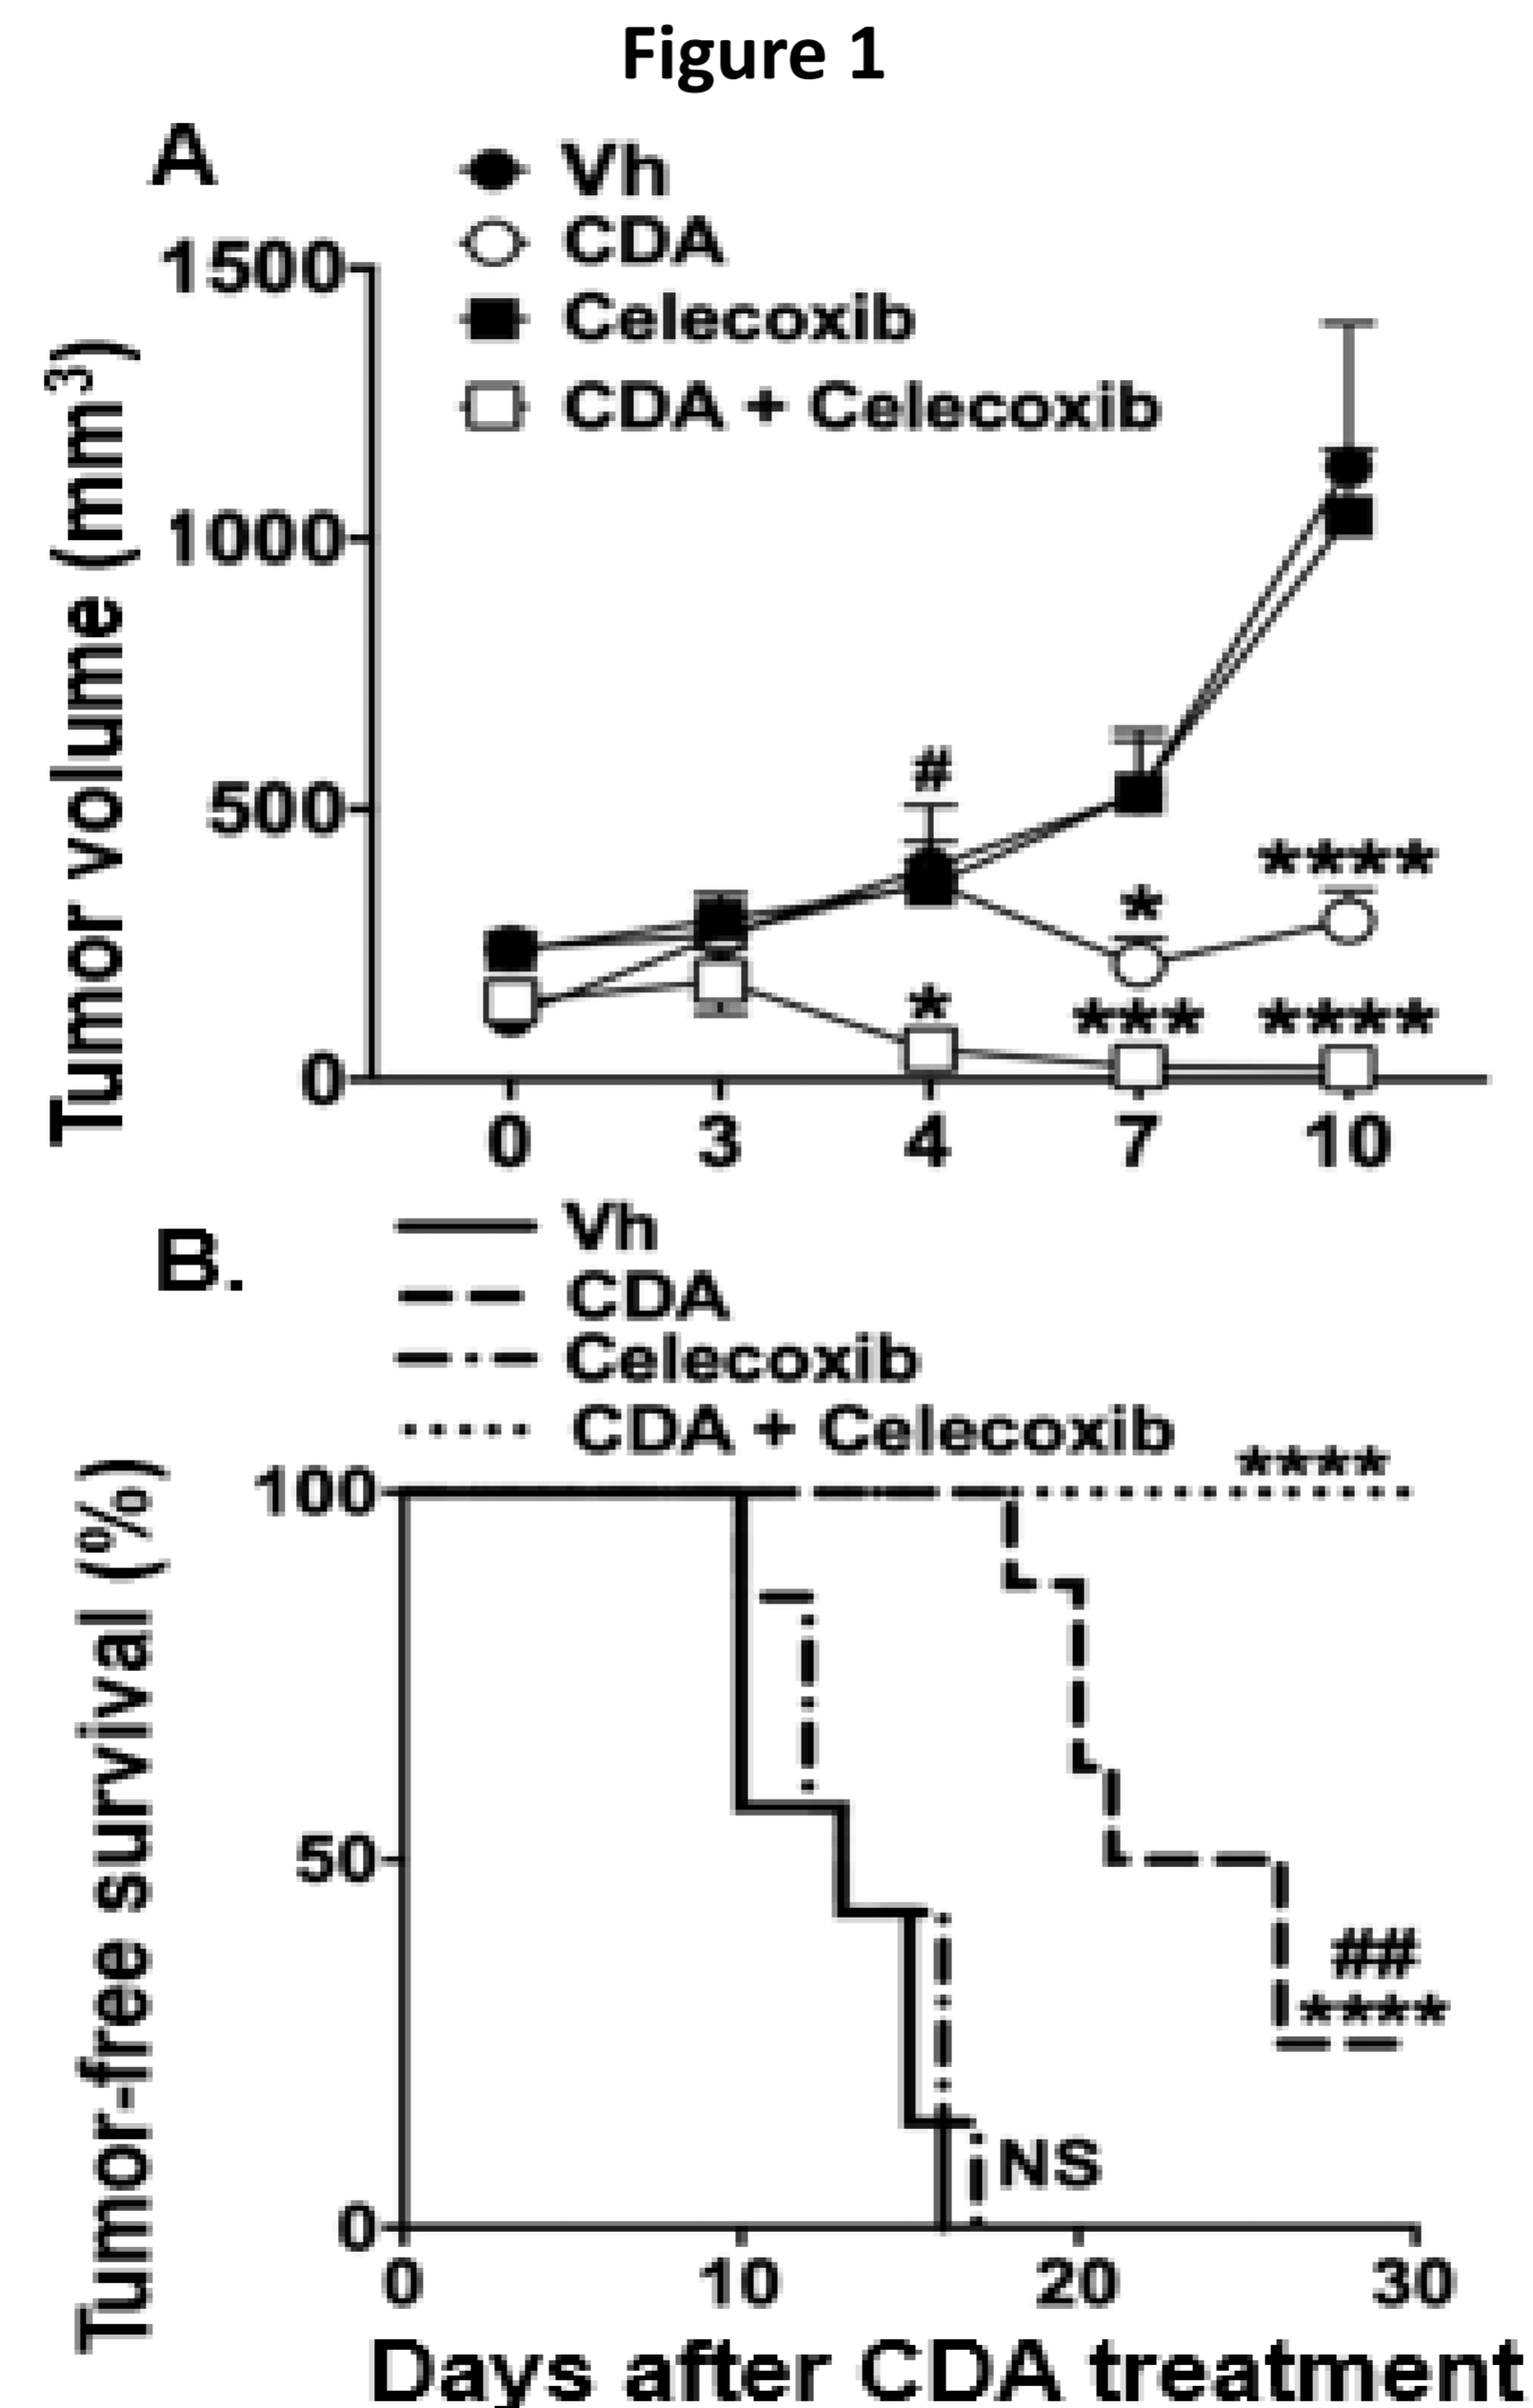 Figure 1
A
Vh
CDA
Celecoxib
CDA + Celecoxib
Tumor volume (mm³)
1500
1000
500
0
#
*
****
*
***
****
0 3 4 7 10
B.
Vh
CDA
Celecoxib
CDA + Celecoxib
****
Tumor-free survival (%)
100
50
0
##
****
NS
0 10 20 30
Days after CDA treatment